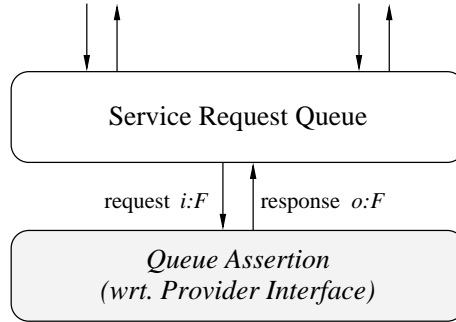 Service Request Queue
request i:F response o:F
Queue Assertion
(wrt. Provider Interface)